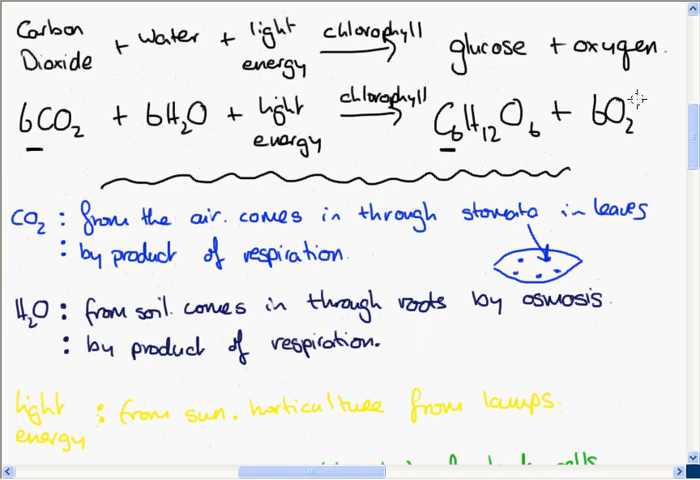 Carbon Dioxide + water + light energy chlorophyll → glucose + oxygen.
6CO₂ + 6H₂O + light energy chlorophyll → C₆H₁₂O₆ + 6O₂
CO₂ : from the air. comes in through stomata in leaves
: by product of respiration.
H₂O : from soil. comes in through roots by osmosis.
: by product of respiration.
light energy : from sun. horticulture from lamps.
cells